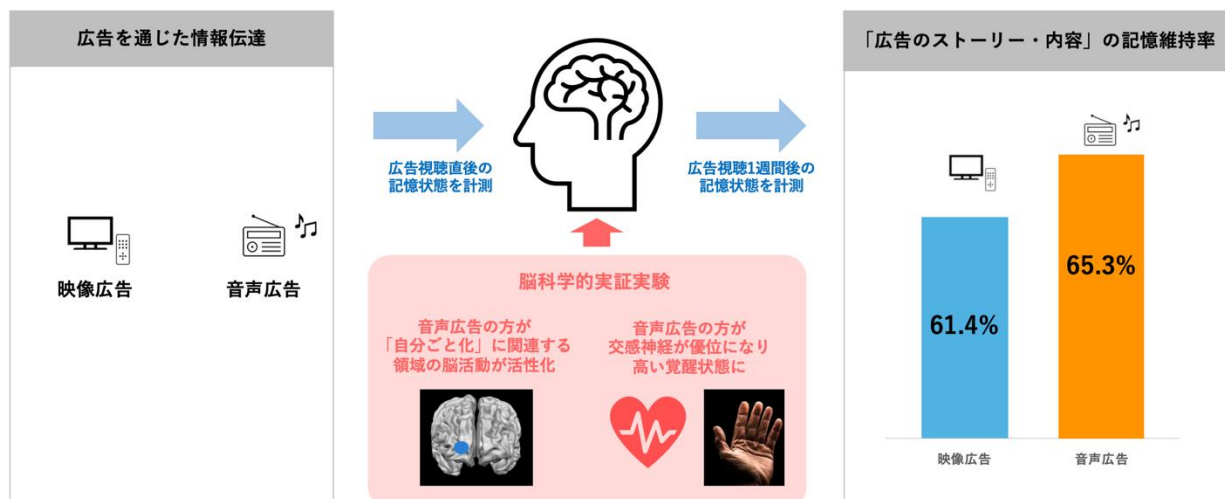 広告を通じた情報伝達
映像広告
音声広告
広告視聴直後の
記憶状態を計測
広告視聴1週間後の
記憶状態を計測
脳科学的実証実験
音声広告の方が
「自分ごと化」に関連する
領域の脳活動が活性化
音声広告の方が
交感神経が優位になり
高い覚醒状態に
「広告のストーリー・内容」の記憶維持率
61.4%
65.3%
映像広告
音声広告